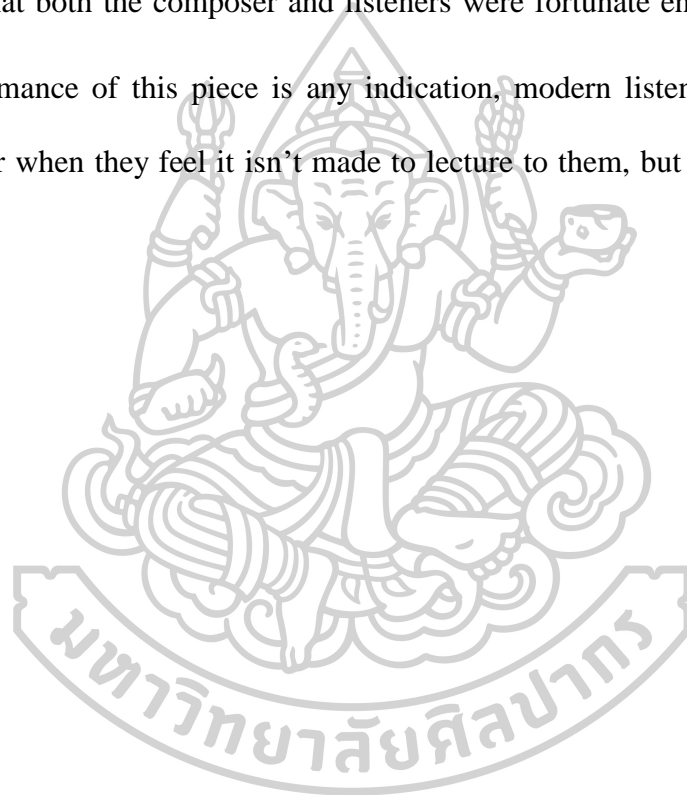 at both the composer and listeners were fortunate en
mance of this piece is any indication, modern listen
r when they feel it isn't made to lecture to them, but
มหาวิทยาลัยศิลปากร